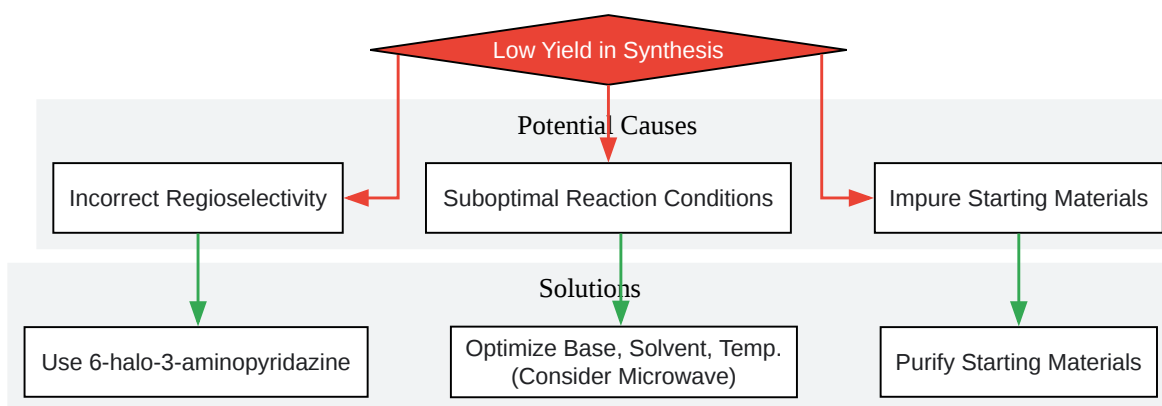 Low Yield in Synthesis
Potential Causes
Incorrect Regioselectivity
Suboptimal Reaction Conditions
Impure Starting Materials
Solutions
Use 6-halo-3-aminopyridazine
Optimize Base, Solvent, Temp.
(Consider Microwave)
Purify Starting Materials